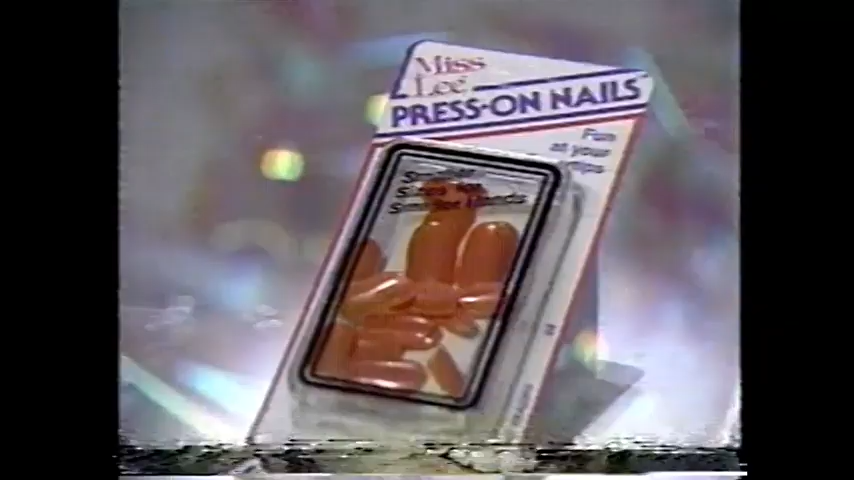 Miss
Lee
PRESS-ON NAILS
Fun
at your
tips
Smaller
Sizes for
Smaller Hands